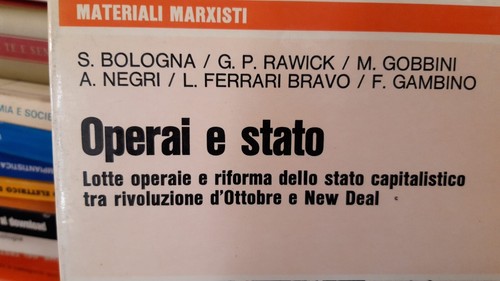 MATERIALI MARXISTI
S. BOLOGNA / G. P. RAWICK / M. GOBBINI
A. NEGRI / L. FERRARI BRAVO / F. GAMBINO
Operai e stato
Lotte operaie e riforma dello stato capitalistico
tra rivoluzione d'Ottobre e New Deal